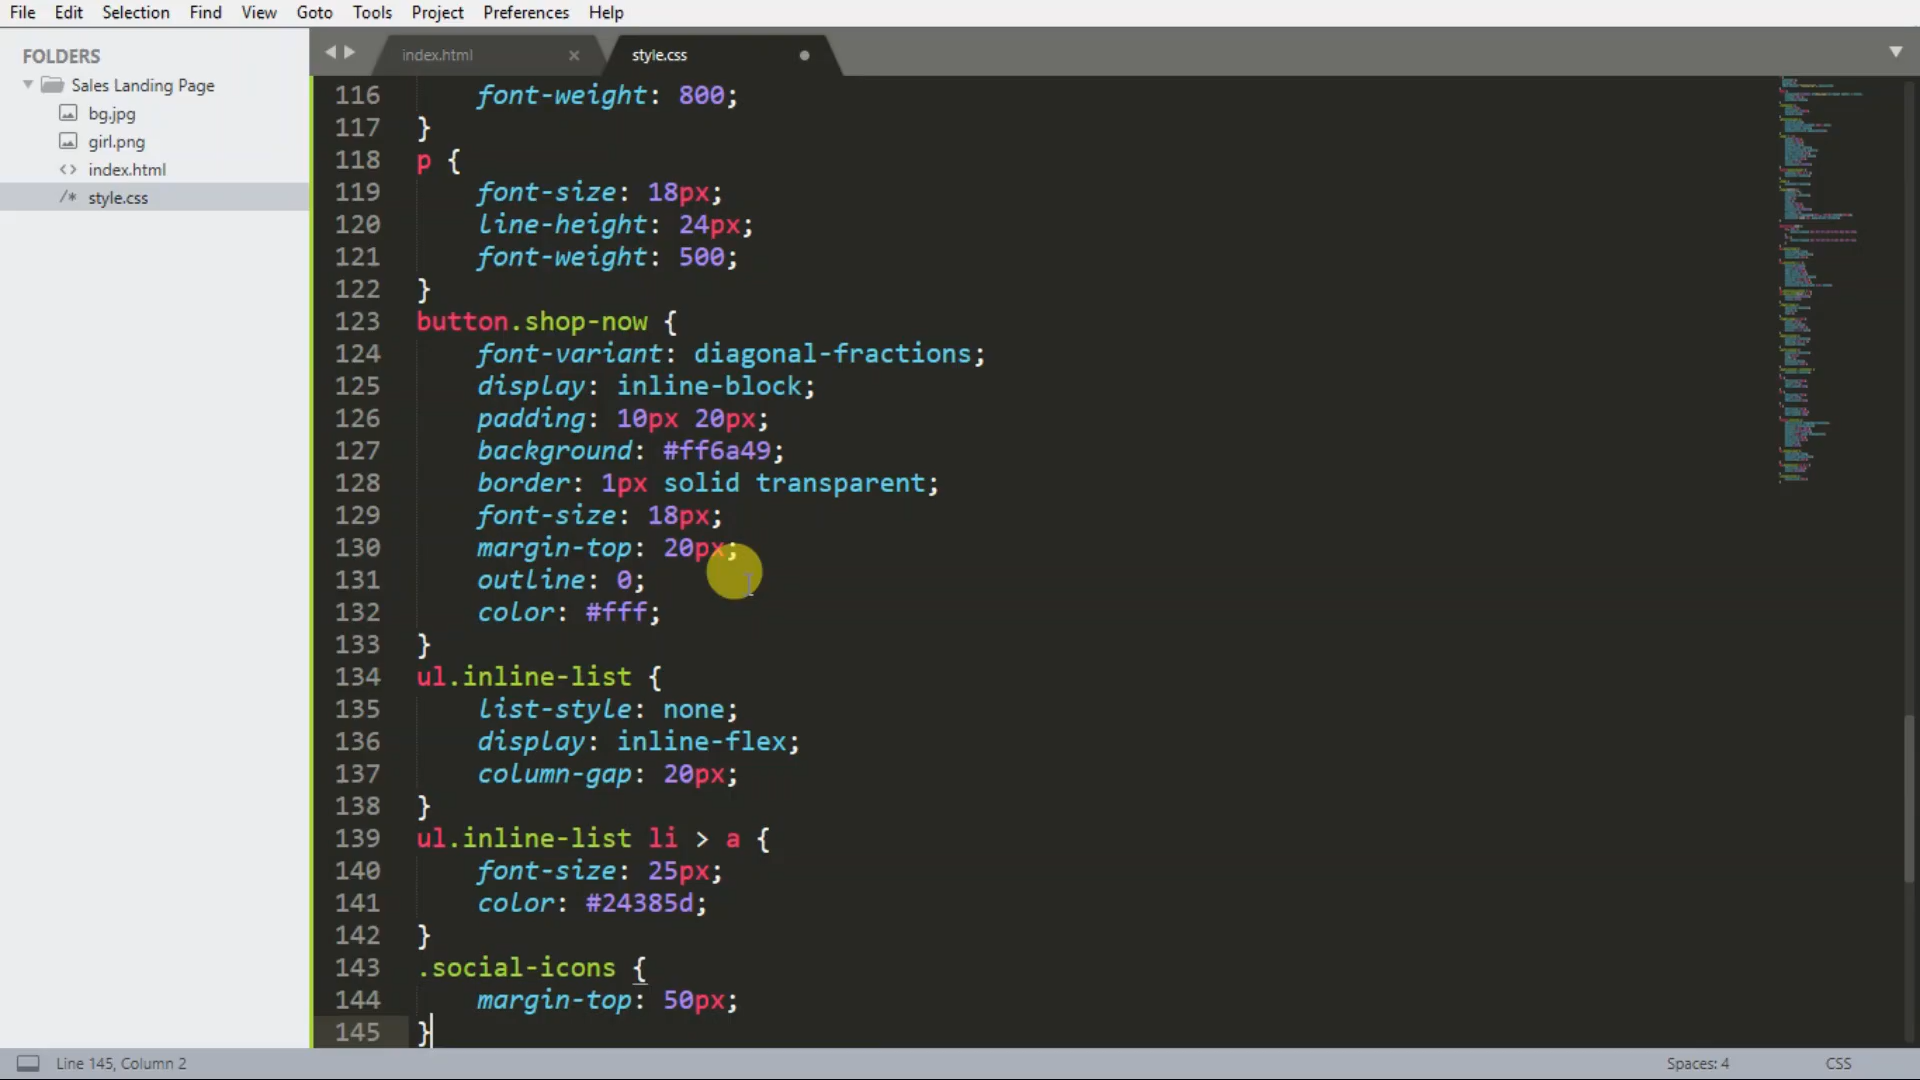 File Edit Selection Find View Goto Tools Project Preferences Help
FOLDERS
Sales Landing Page
bg.jpg
girl.png
<> index.html
/* style.css
index.html ×
style.css
116 font-weight: 800;
117 }
118 p {
119 font-size: 18px;
120 line-height: 24px;
121 font-weight: 500;
122 }
123 button.shop-now {
124 font-variant: diagonal-fractions;
125 display: inline-block;
126 padding: 10px 20px;
127 background: #ff6a49;
128 border: 1px solid transparent;
129 font-size: 18px;
130 margin-top: 20px;
131 outline: 0;
132 color: #fff;
133 }
134 ul.inline-list {
135 list-style: none;
136 display: inline-flex;
137 column-gap: 20px;
138 }
139 ul.inline-list li > a {
140 font-size: 25px;
141 color: #24385d;
142 }
143 .social-icons {
144 margin-top: 50px;
145 }
Line 145, Column 2
Spaces: 4
CSS